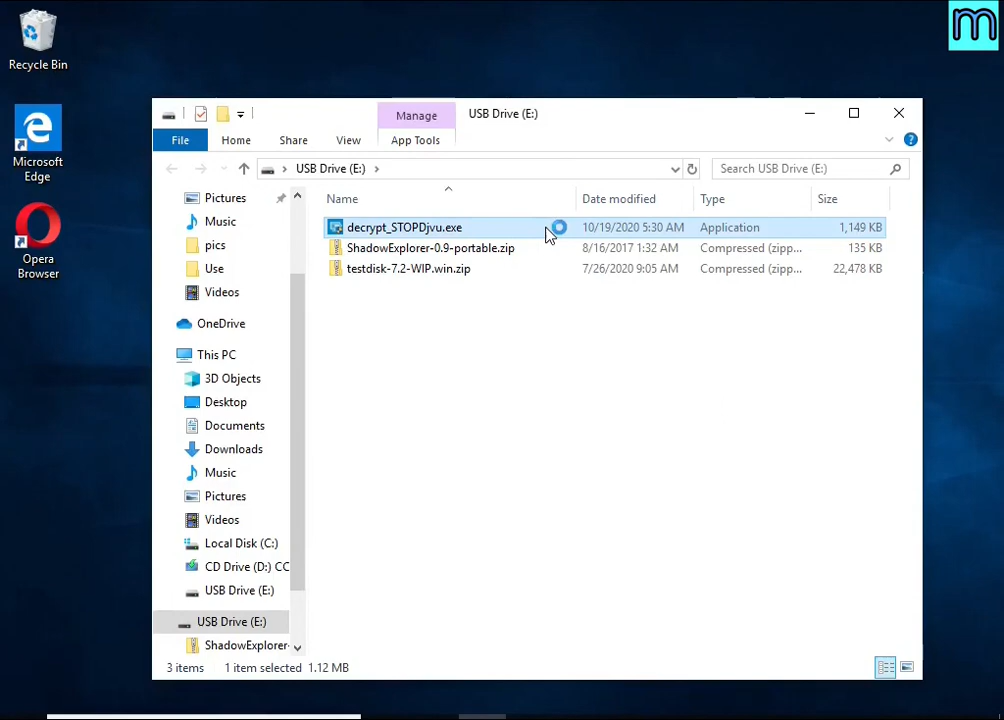 m
Recycle Bin
Microsoft
Edge
Opera
Browser
Manage
USB Drive (E:)
File
Home
Share
View
App Tools
USB Drive (E:)
Search USB Drive (E:)
Name
Date modified
Type
Size
decrypt_STOPDjvu.exe
10/19/2020 5:30 AM
Application
1,149 KB
ShadowExplorer-0.9-portable.zip
8/16/2017 1:32 AM
Compressed (zipp...
135 KB
testdisk-7.2-WIP.win.zip
7/26/2020 9:05 AM
Compressed (zipp...
22,478 KB
Pictures
Music
pics
Use
Videos
OneDrive
This PC
3D Objects
Desktop
Documents
Downloads
Music
Pictures
Videos
Local Disk (C:)
CD Drive (D:) CC
USB Drive (E:)
USB Drive (E:)
ShadowExplorer-
3 items
1 item selected
1.12 MB